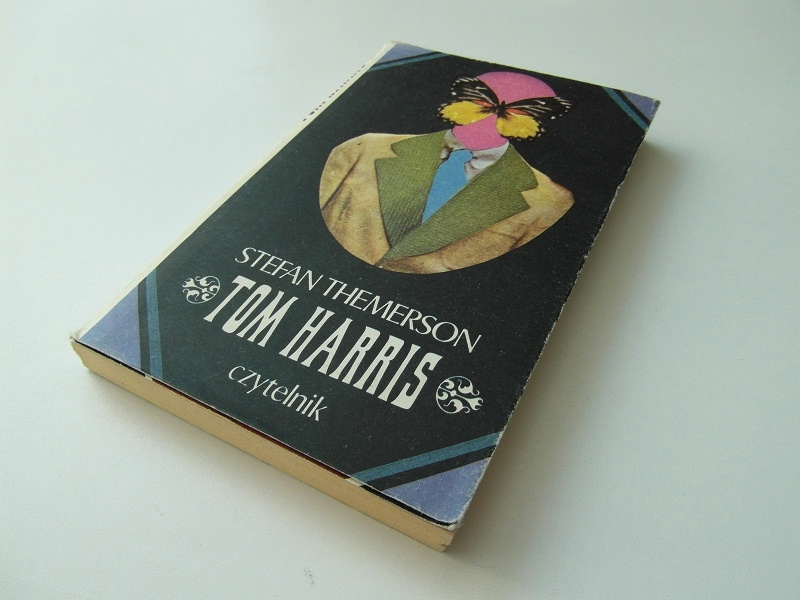 STEFAN THEMERSON
TOM HARRIS
czytelnik